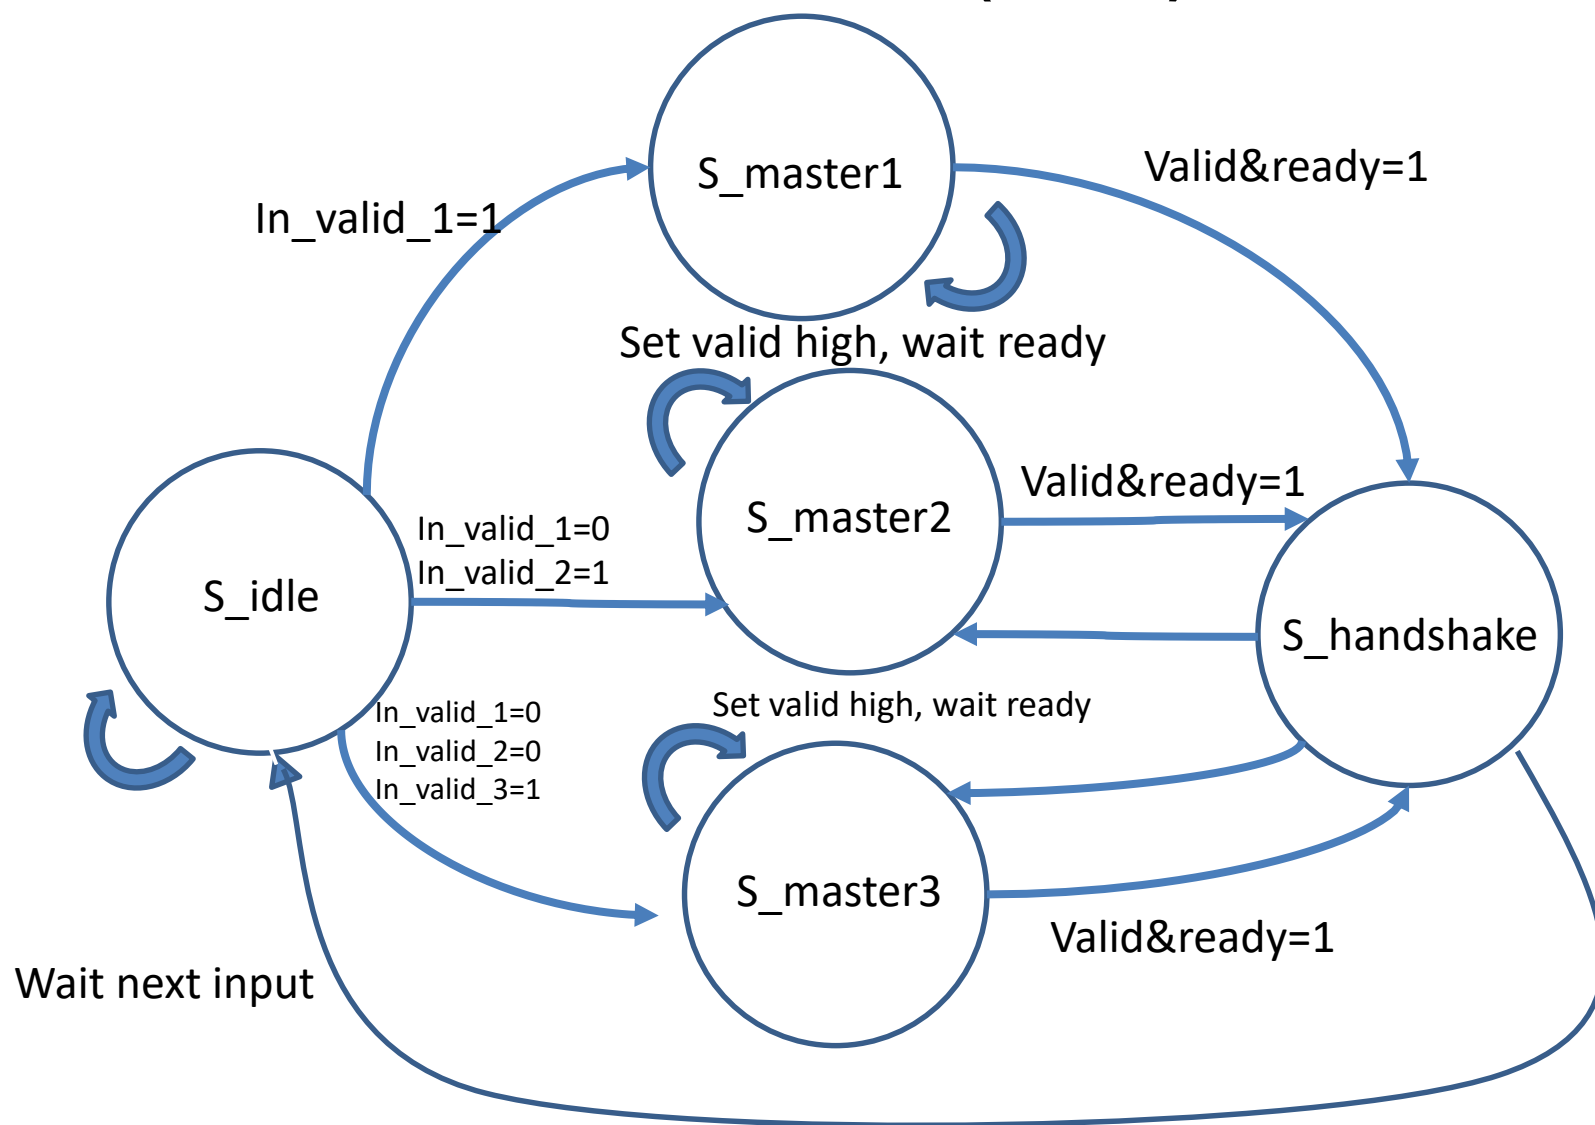 S_master1
Valid&ready=1
In_valid_1=1
Set valid high, wait ready
Valid&ready=1
S_master2
In_valid_1=0
In_valid_2=1
S_idle
S_handshake
In_valid_1=0
In_valid_2=0
In_valid_3=1
Set valid high, wait ready
S_master3
Valid&ready=1
Wait next input